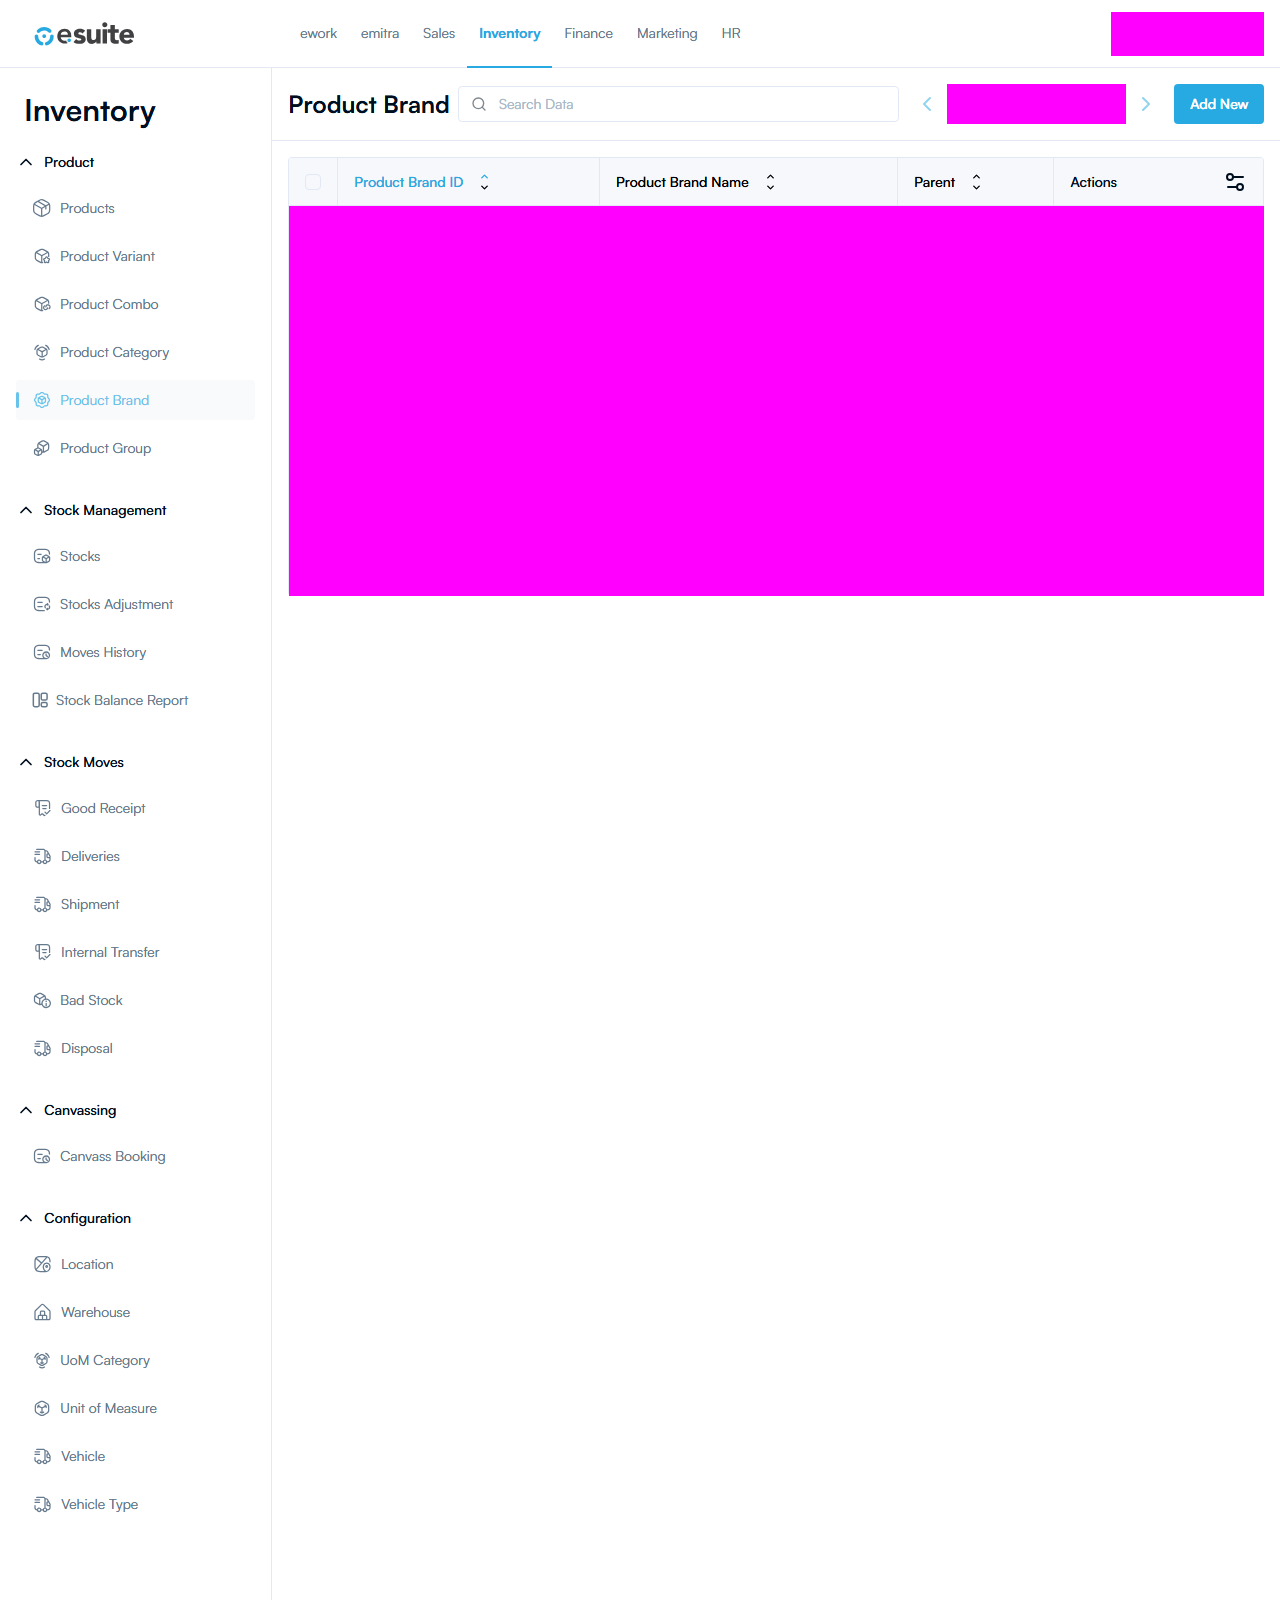 esuite
ework emitra Sales Inventory Finance Marketing HR
Inventory
Product
Products
Product Variant
Product Combo
Product Category
Product Brand
Product Group
Stock Management
Stocks
Stocks Adjustment
Moves History
Stock Balance Report
Stock Moves
Good Receipt
Deliveries
Shipment
Internal Transfer
Bad Stock
Disposal
Canvassing
Canvass Booking
Configuration
Location
Warehouse
UoM Category
Unit of Measure
Vehicle
Vehicle Type
Product Brand Search Data Add New
Product Brand ID Product Brand Name Parent Actions